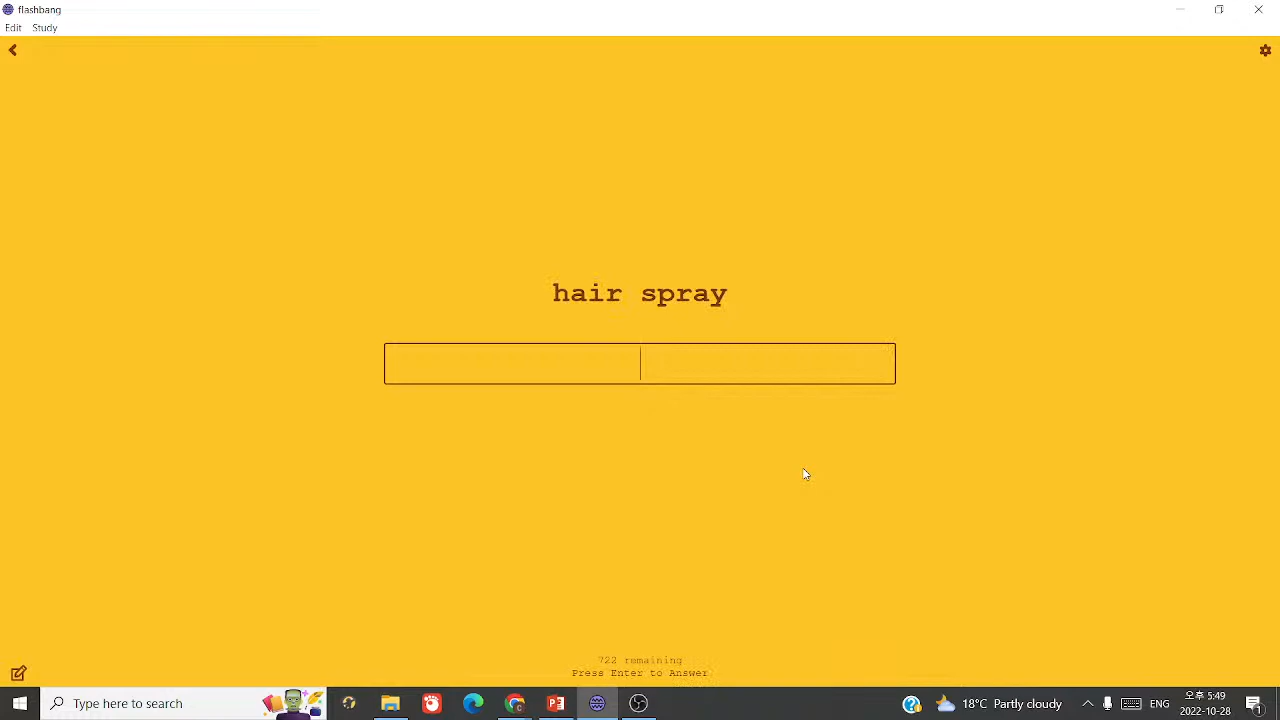 flashbang
Edit Study
hair spray
722 remaining
Press Enter to Answer
Type here to search
18°C Partly cloudy
ENG
오후 5:49
2022-10-28